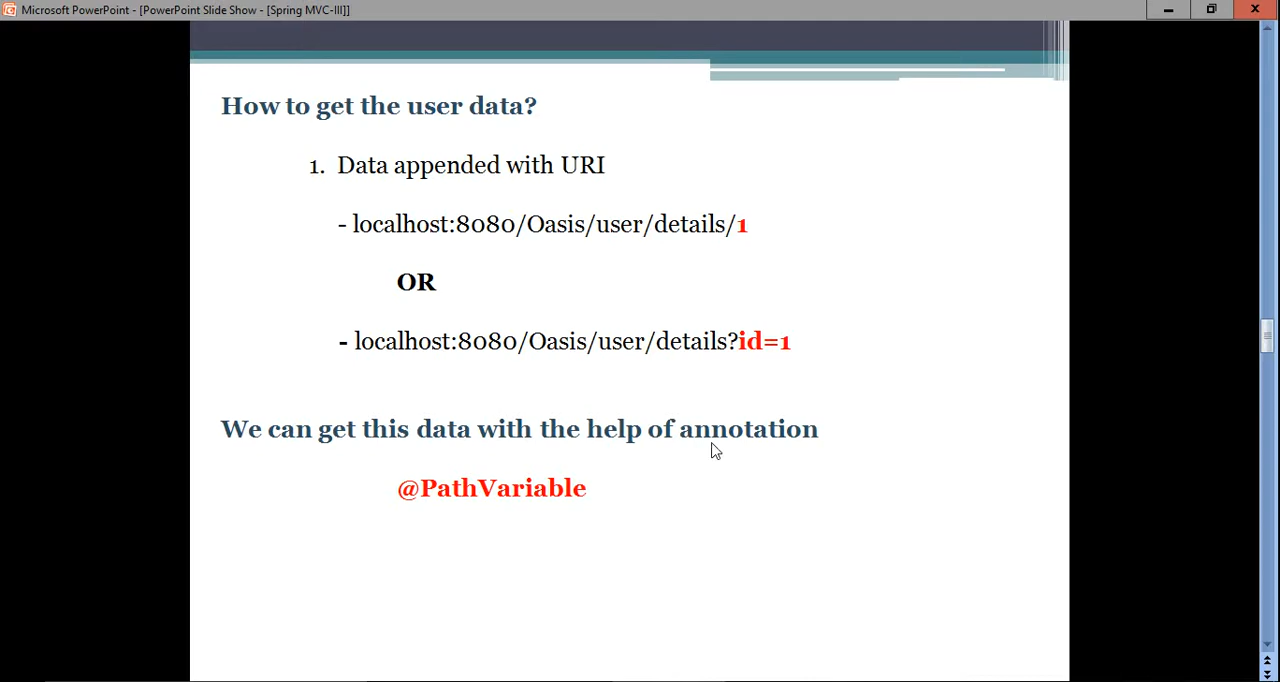 Microsoft PowerPoint - [PowerPoint Slide Show - [Spring MVC-III]]
How to get the user data?
1. Data appended with URI
- localhost:8080/Oasis/user/details/1
OR
- localhost:8080/Oasis/user/details?id=1
We can get this data with the help of annotation
@PathVariable